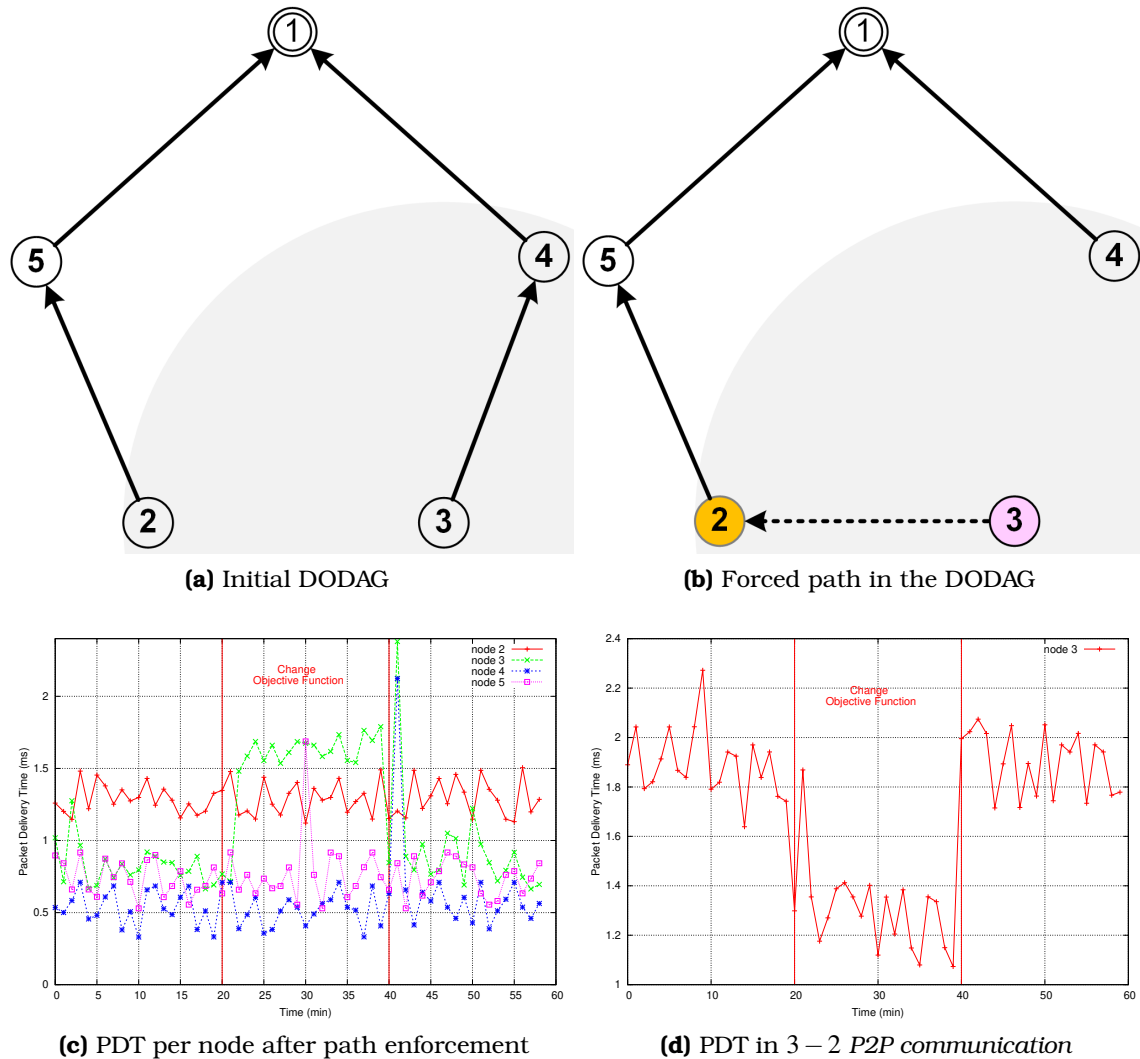 1
5
4
2
3
(a) Initial DODAG
1
5
4
2
3
(b) Forced path in the DODAG
node 2
node 3
node 4
node 5
Change
Objective Function
Packet Delivery Time (ms)
2
1.5
1
0.5
0
0 5 10 15 20 25 30 35 40 45 50 55 60
Time (min)
(c) PDT per node after path enforcement
node 3
Change
Objective Function
Packet Delivery Time (ms)
2.4
2.2
2
1.8
1.6
1.4
1.2
1
0 10 20 30 40 50 60
Time (min)
(d) PDT in 3 − 2 P2P communication